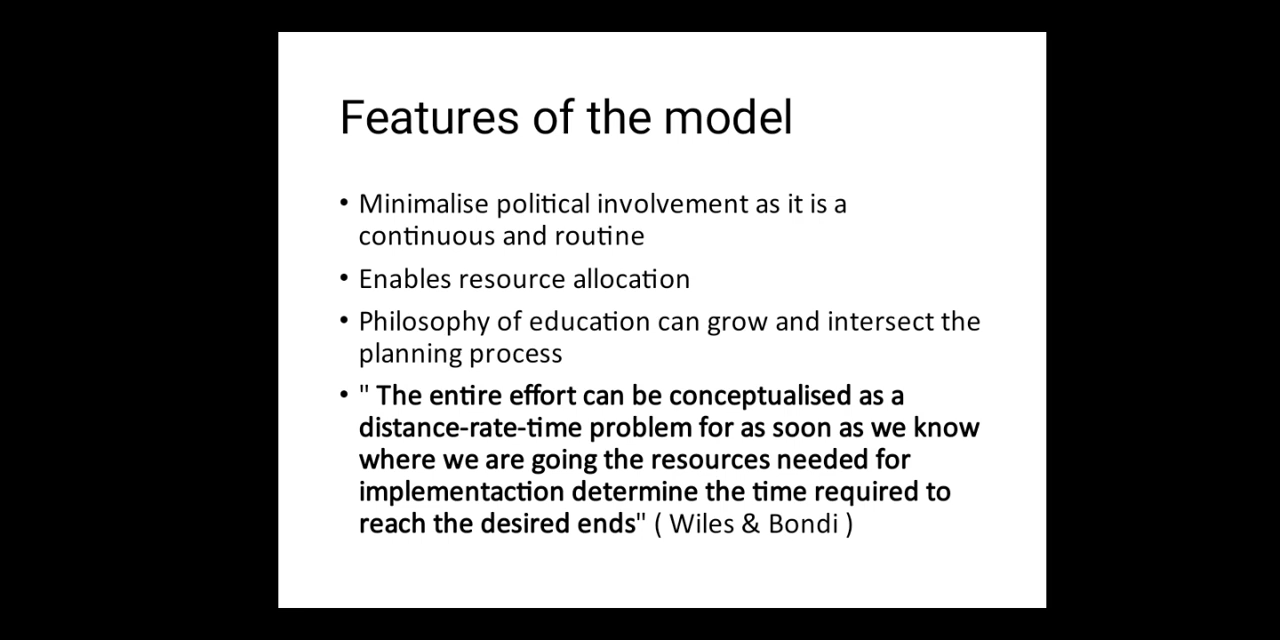 Features of the model
• Minimalise political involvement as it is a
continuous and routine
• Enables resource allocation
• Philosophy of education can grow and intersect the
planning process
• " The entire effort can be conceptualised as a
distance-rate-time problem for as soon as we know
where we are going the resources needed for
implementaction determine the time required to
reach the desired ends" ( Wiles & Bondi )